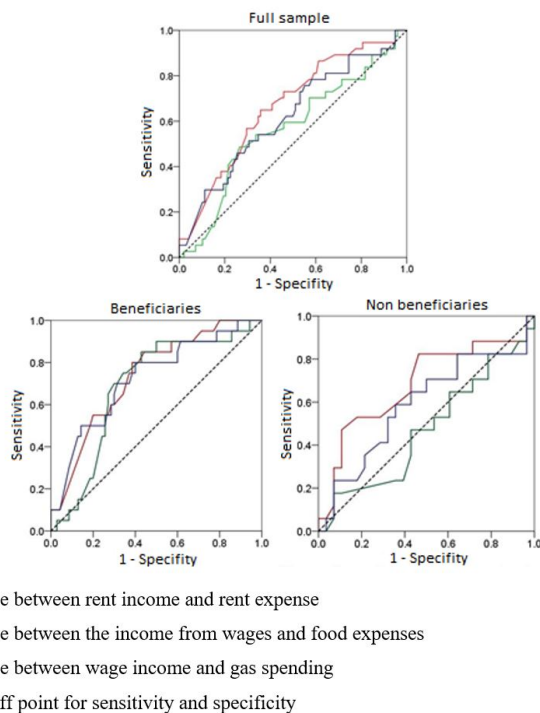 Full sample
1.0
0.8
0.6
0.4
0.2
0.0
Sensitivity
0.0 0.2 0.4 0.6 0.8 1.0
1 - Specifity
Beneficiaries
1.0
0.8
0.6
0.4
0.2
0.0
Sensitivity
0.0 0.2 0.4 0.6 0.8 1.0
1 - Specifity
Non beneficiaries
1.0
0.8
0.6
0.4
0.2
0.0
Sensitivity
0.0 0.2 0.4 0.6 0.8 1.0
1 - Specifity
e between rent income and rent expense
e between the income from wages and food expenses
e between wage income and gas spending
ff point for sensitivity and specificity